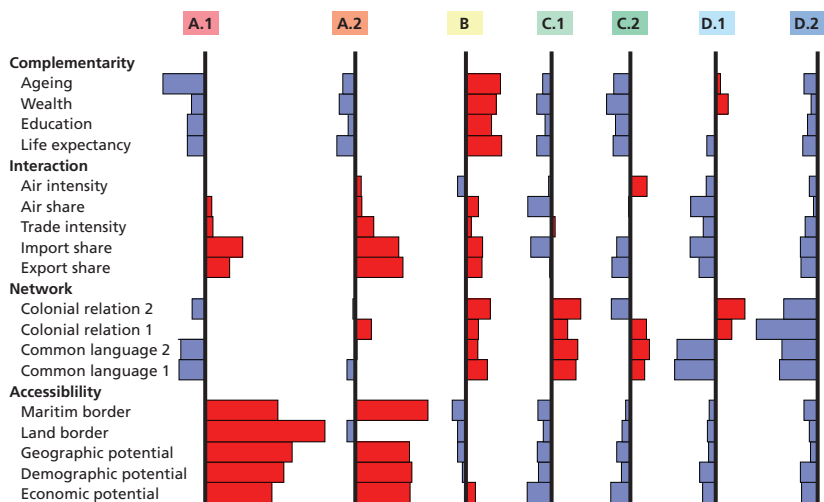 A.1 A.2 B C.1 C.2 D.1 D.2
Complementarity
Ageing
Wealth
Education
Life expectancy
Interaction
Air intensity
Air share
Trade intensity
Import share
Export share
Network
Colonial relation 2
Colonial relation 1
Common language 2
Common language 1
Accessiblility
Maritim border
Land border
Geographic potential
Demographic potential
Economic potential